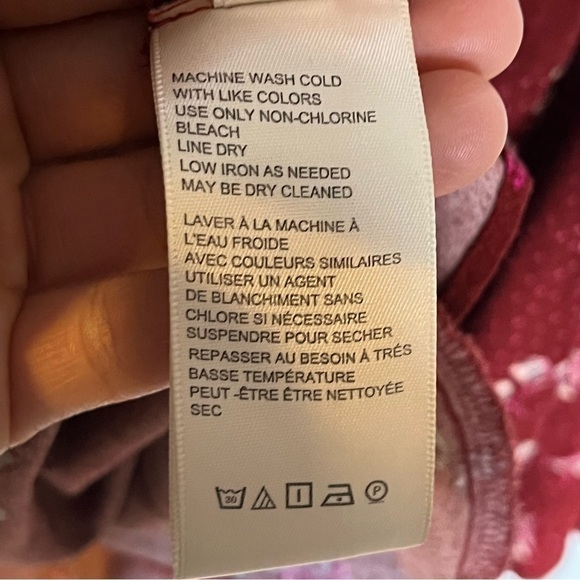 MACHINE WASH COLD
WITH LIKE COLORS
USE ONLY NON-CHLORINE
BLEACH
LINE DRY
LOW IRON AS NEEDED
MAY BE DRY CLEANED
LAVER À LA MACHINE À
L'EAU FROIDE
AVEC COULEURS SIMILAIRES
UTILISER UN AGENT
DE BLANCHIMENT SANS
CHLORE SI NÉCESSAIRE
SUSPENDRE POUR SECHER
REPASSER AU BESOIN À TRÉS
BASSE TEMPÉRATURE
PEUT -ÊTRE ÊTRE NETTOYÉE
SEC
30 P